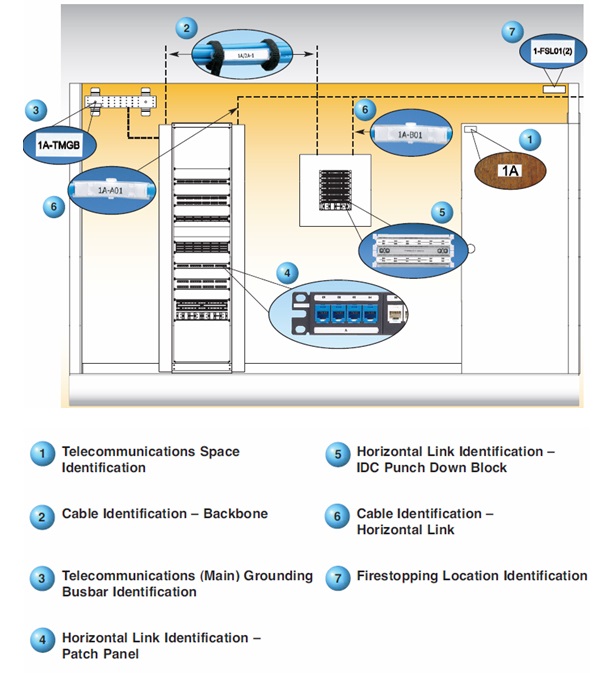 2
1A/2A-1
7
1-FSL01(2)
3
1A-TMGB
6
1A-B01
1
1A
1A-A01
6
5
4
1 Telecommunications Space
Identification
2 Cable Identification – Backbone
3 Telecommunications (Main) Grounding
Busbar Identification
4 Horizontal Link Identification –
Patch Panel
5 Horizontal Link Identification –
IDC Punch Down Block
6 Cable Identification –
Horizontal Link
7 Firestopping Location Identification